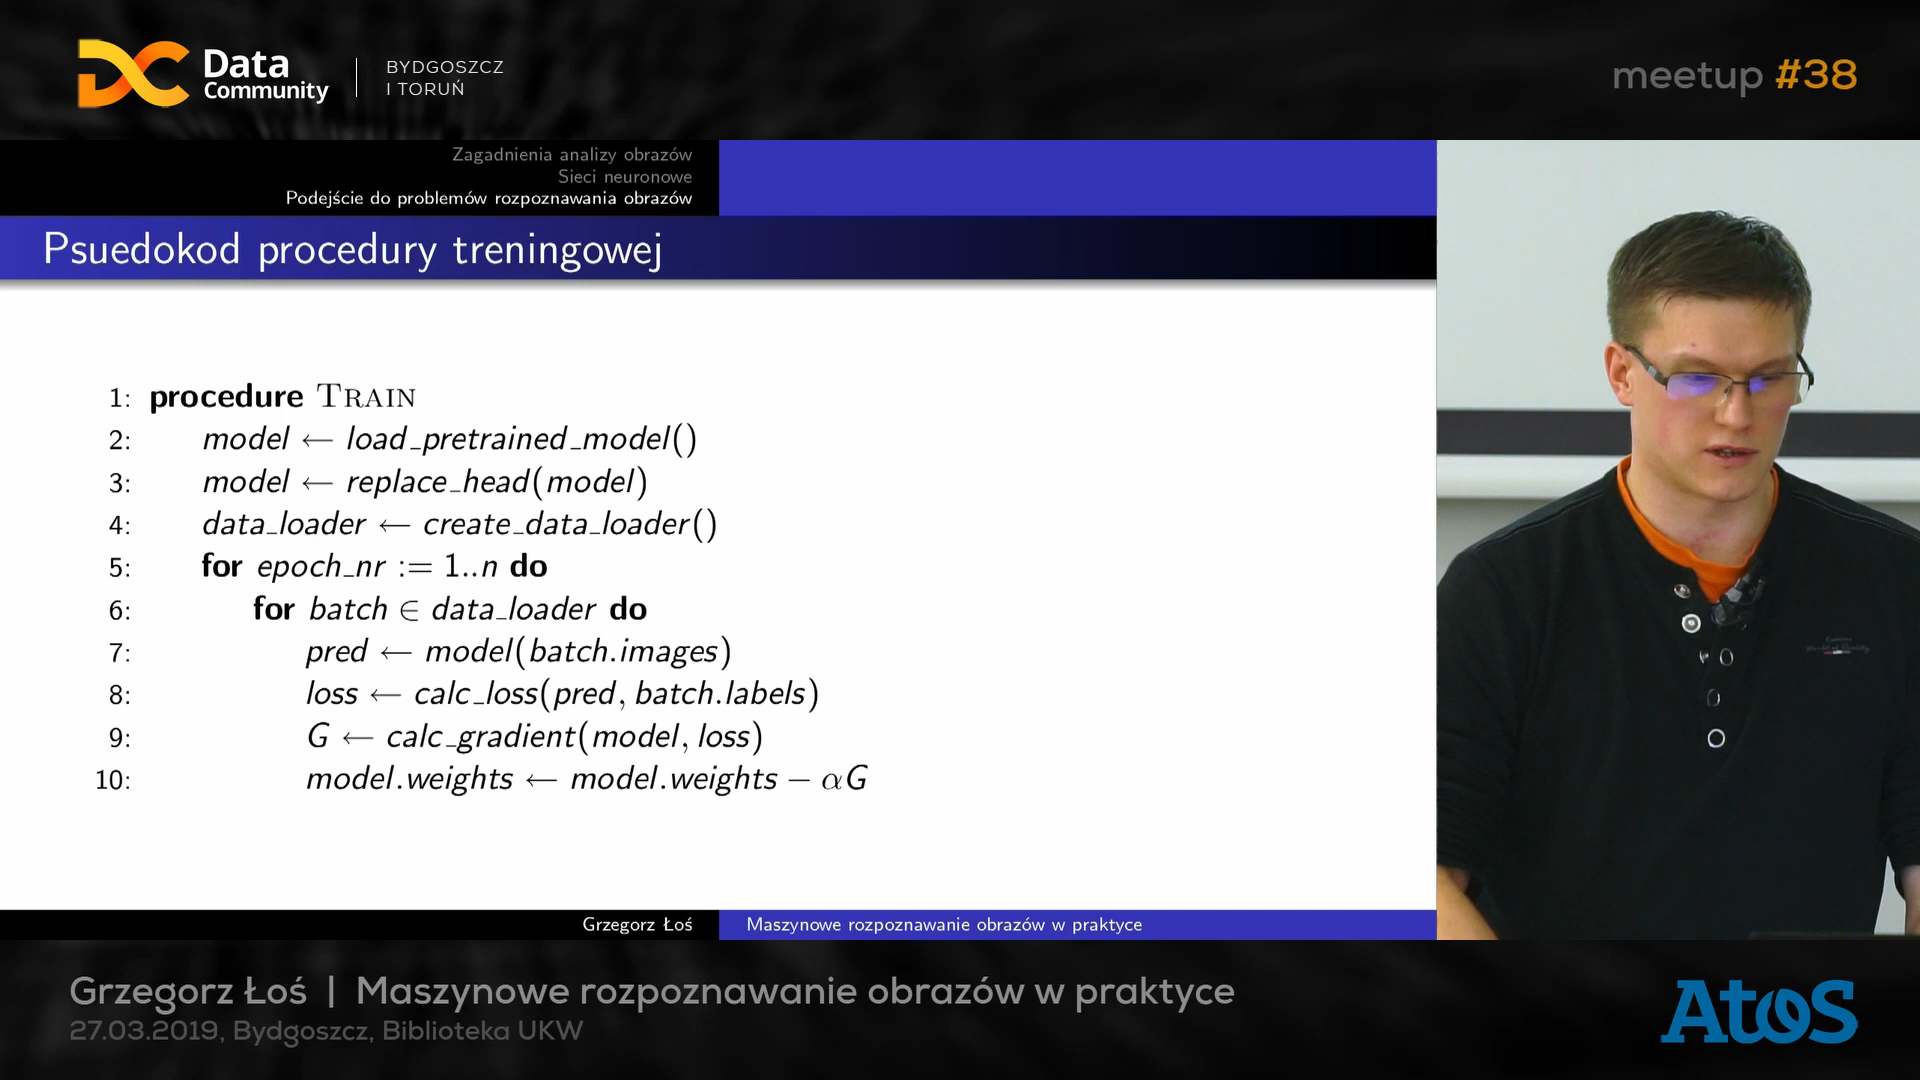 Data
Community
BYDGOSZCZ
I TORUŃ
meetup #38
Zagadnienia analizy obrazów
Sieci neuronowe
Podejście do problemów rozpoznawania obrazów
Psuedokod procedury treningowej
1: procedure TRAIN
2: model ← load_pretrained_model()
3: model ← replace_head(model)
4: data_loader ← create_data_loader()
5: for epoch_nr := 1..n do
6: for batch ∈ data_loader do
7: pred ← model(batch.images)
8: loss ← calc_loss(pred, batch.labels)
9: G ← calc_gradient(model, loss)
10: model.weights ← model.weights − αG
Grzegorz Łoś
Maszynowe rozpoznawanie obrazów w praktyce
Grzegorz Łoś | Maszynowe rozpoznawanie obrazów w praktyce
27.03.2019, Bydgoszcz, Biblioteka UKW
Atos